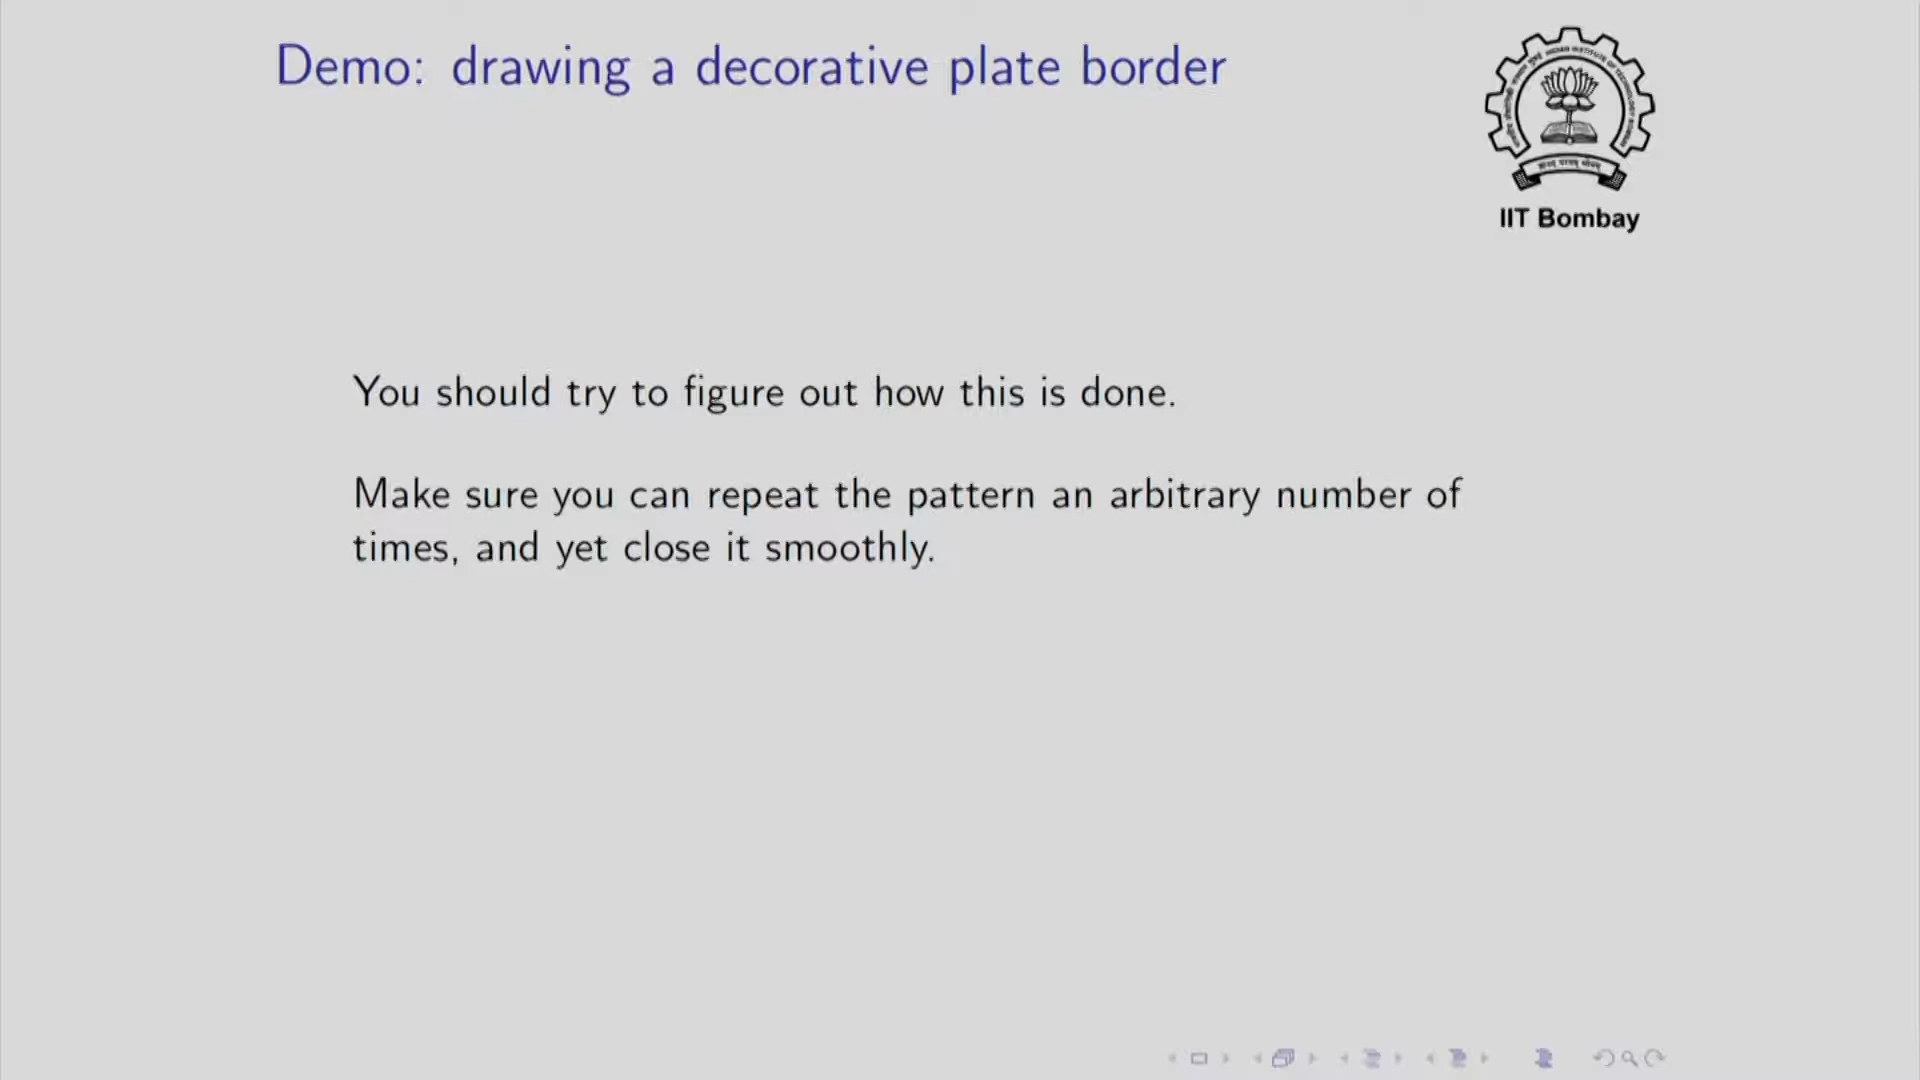 Demo: drawing a decorative plate border
IIT Bombay
You should try to figure out how this is done.
Make sure you can repeat the pattern an arbitrary number of
times, and yet close it smoothly.